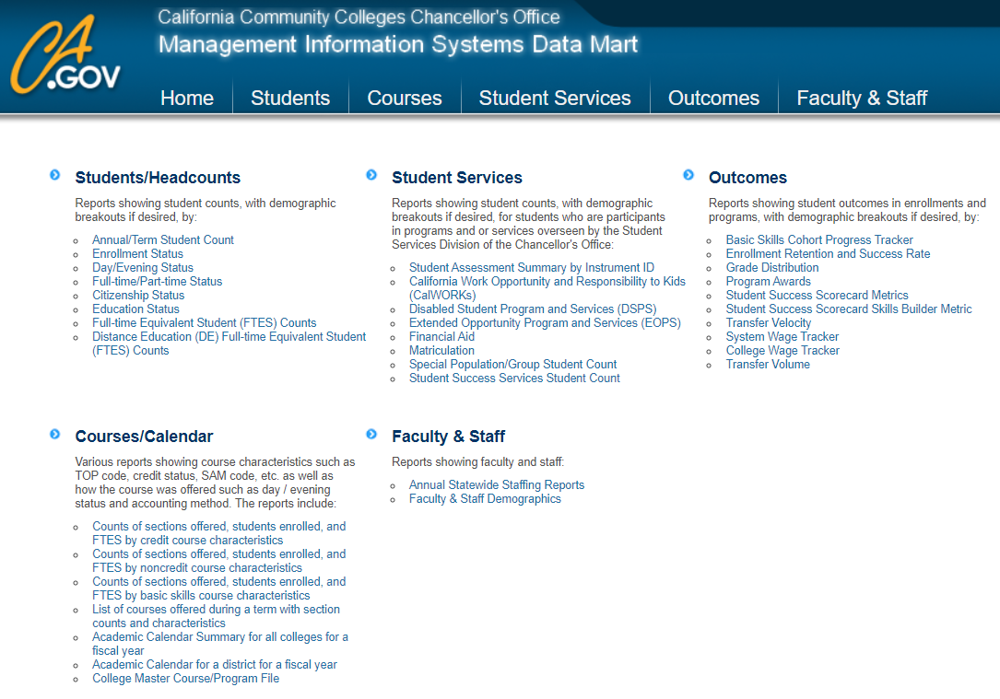 CA
.GOV
California Community Colleges Chancellor's Office
Management Information Systems Data Mart
Home
Students
Courses
Student Services
Outcomes
Faculty & Staff
Students/Headcounts
Reports showing student counts, with demographic
breakouts if desired, by:
Annual/Term Student Count
Enrollment Status
Day/Evening Status
Full-time/Part-time Status
Citizenship Status
Education Status
Full-time Equivalent Student (FTES) Counts
Distance Education (DE) Full-time Equivalent Student
(FTES) Counts
Student Services
Reports showing student counts, with demographic
breakouts if desired, for students who are participants
in programs and or services overseen by the Student
Services Division of the Chancellor's Office:
Student Assessment Summary by Instrument ID
California Work Opportunity and Responsibility to Kids
(CalWORKs)
Disabled Student Program and Services (DSPS)
Extended Opportunity Program and Services (EOPS)
Financial Aid
Matriculation
Special Population/Group Student Count
Student Success Services Student Count
Outcomes
Reports showing student outcomes in enrollments and
programs, with demographic breakouts if desired, by:
Basic Skills Cohort Progress Tracker
Enrollment Retention and Success Rate
Grade Distribution
Program Awards
Student Success Scorecard Metrics
Student Success Scorecard Skills Builder Metric
Transfer Velocity
System Wage Tracker
College Wage Tracker
Transfer Volume
Courses/Calendar
Various reports showing course characteristics such as
TOP code, credit status, SAM code, etc. as well as
how the course was offered such as day / evening
status and accounting method. The reports include:
Counts of sections offered, students enrolled, and
FTES by credit course characteristics
Counts of sections offered, students enrolled, and
FTES by noncredit course characteristics
Counts of sections offered, students enrolled, and
FTES by basic skills course characteristics
List of courses offered during a term with section
counts and characteristics
Academic Calendar Summary for all colleges for a
fiscal year
Academic Calendar for a district for a fiscal year
College Master Course/Program File
Faculty & Staff
Reports showing faculty and staff:
Annual Statewide Staffing Reports
Faculty & Staff Demographics